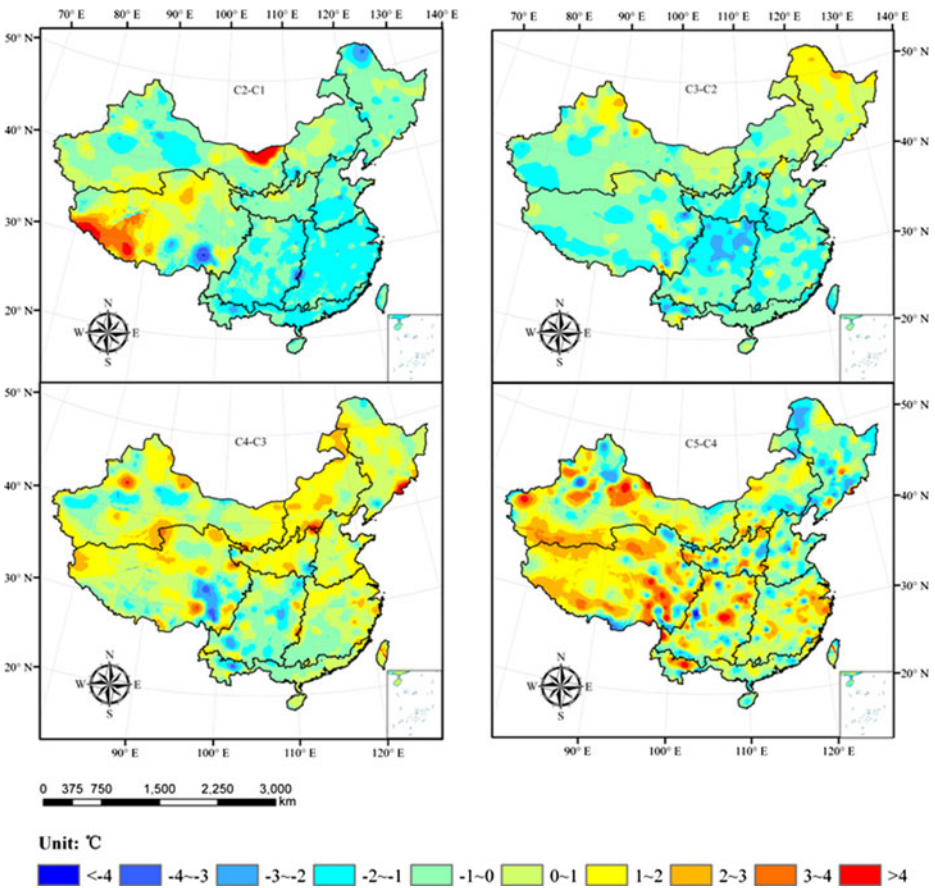 70° E 80° E 90° E 100° E 110° E 120° E 130° E 140° E
70° E 80° E 90° E 100° E 110° E 120° E 130° E 140° E
50° N
40° N
30° N
20° N
C2-C1
N
W E
S
C3-C2
N
W E
S
50° N
40° N
30° N
20° N
50° N
40° N
30° N
20° N
C4-C3
N
W E
S
C5-C4
N
W E
S
50° N
40° N
30° N
20° N
90° E 100° E 110° E 120° E
90° E 100° E 110° E 120° E
0 375 750 1,500 2,250 3,000
km
Unit: ℃
<-4 -4~-3 -3~-2 -2~-1 -1~0 0~1 1~2 2~3 3~4 >4